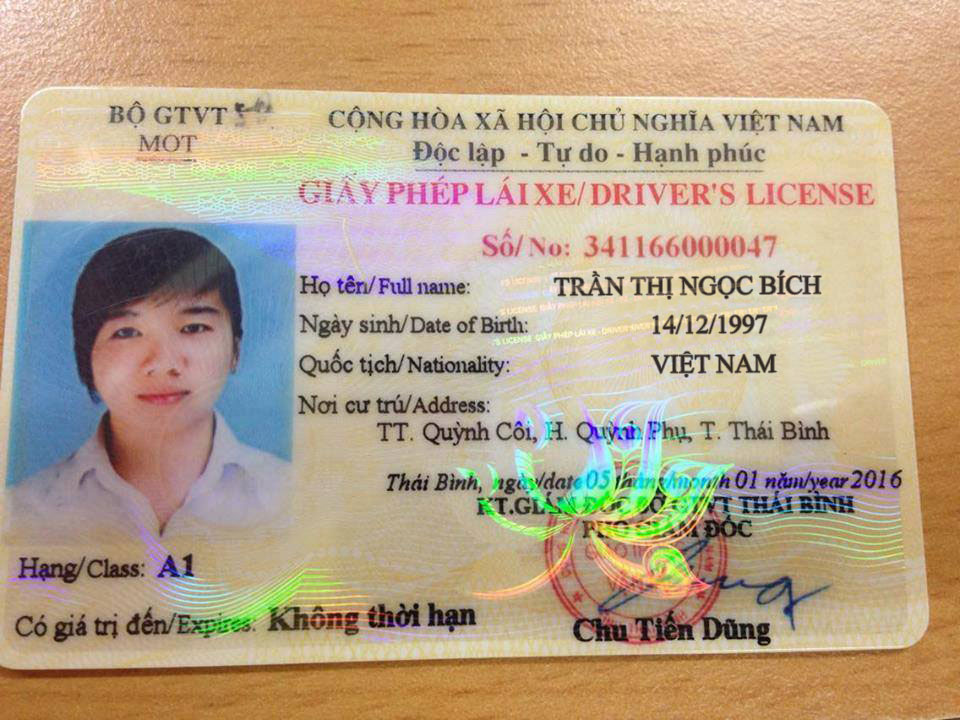 BỘ GTVT
MOT
CỘNG HÒA XÃ HỘI CHỦ NGHĨA VIỆT NAM
Độc lập - Tự do - Hạnh phúc
GIẤY PHÉP LÁI XE/ DRIVER'S LICENSE
Số/ No: 341166000047
Họ tên/ Full name: TRẦN THỊ NGỌC BÍCH
Ngày sinh/Date of Birth: 14/12/1997
Quốc tịch/Nationality: VIỆT NAM
Nơi cư trú/Address:
TT. Quỳnh Côi, H. Quỳnh Phụ, T. Thái Bình
Thái Bình, ngày/date 05 tháng/month 01 năm/year 2016
KT.GIÁM ĐỐC SỞ GTVT THÁI BÌNH
PHÓ GIÁM ĐỐC
Hạng/Class: A1
Có giá trị đến/Expires: Không thời hạn
Chu Tiến Dũng